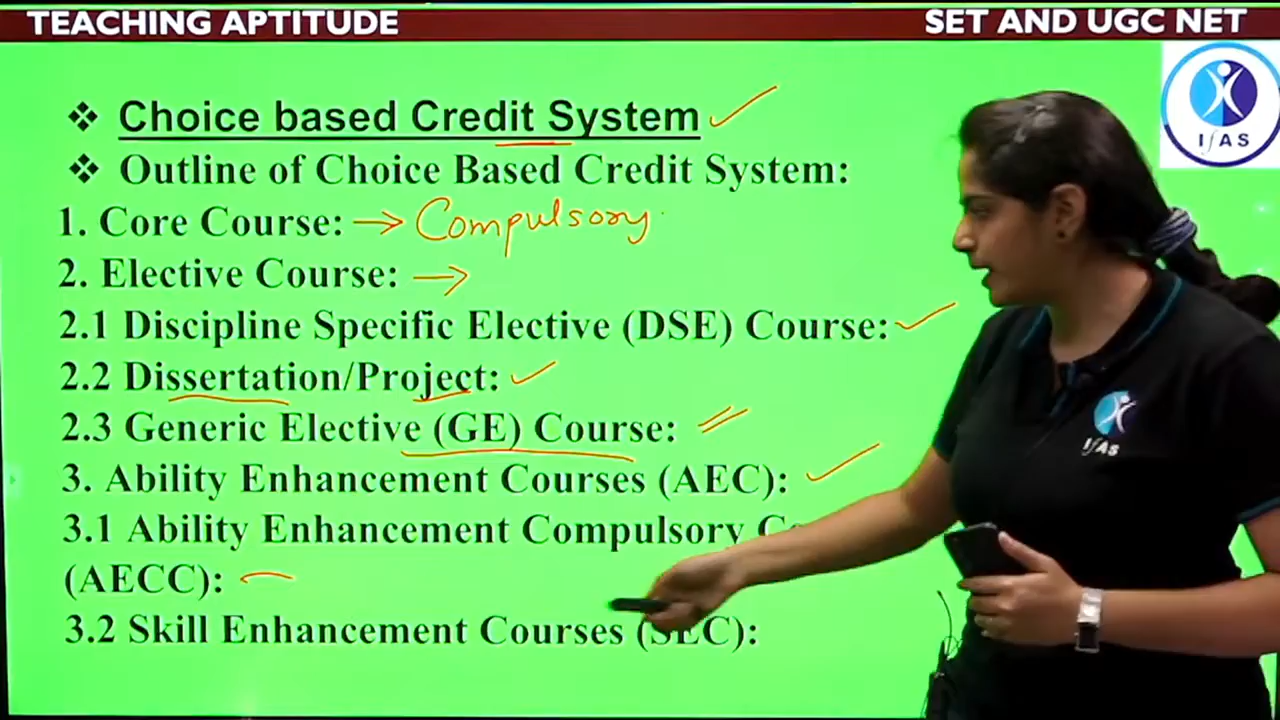 TEACHING APTITUDE
SET AND UGC NET
❖ Choice based Credit System
❖ Outline of Choice Based Credit System:
1. Core Course: → Compulsory
2. Elective Course: →
2.1 Discipline Specific Elective (DSE) Course:
2.2 Dissertation/Project:
2.3 Generic Elective (GE) Course:
3. Ability Enhancement Courses (AEC):
3.1 Ability Enhancement Compulsory
(AECC):
3.2 Skill Enhancement Courses (SEC):
IfAS
IfAS